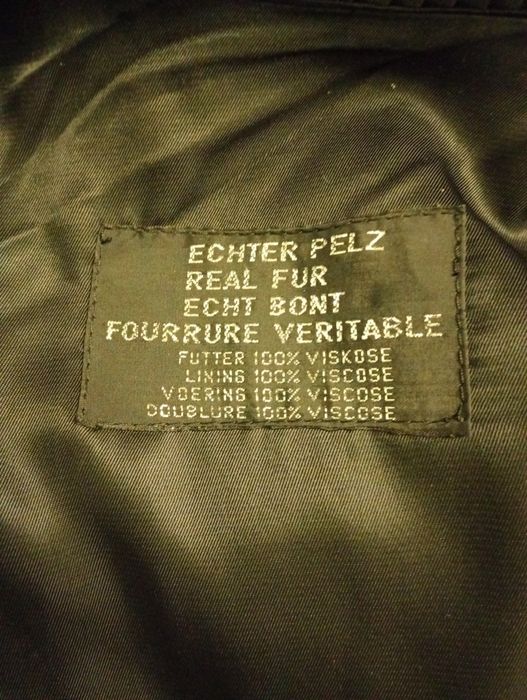 ECHTER PELZ
REAL FUR
ECHT BONT
FOURRURE VERITABLE
FUTTER 100% VISKOSE
LINING 100% VISCOSE
VOERING 100% VISCOSE
DOUBLURE 100% VISCOSE